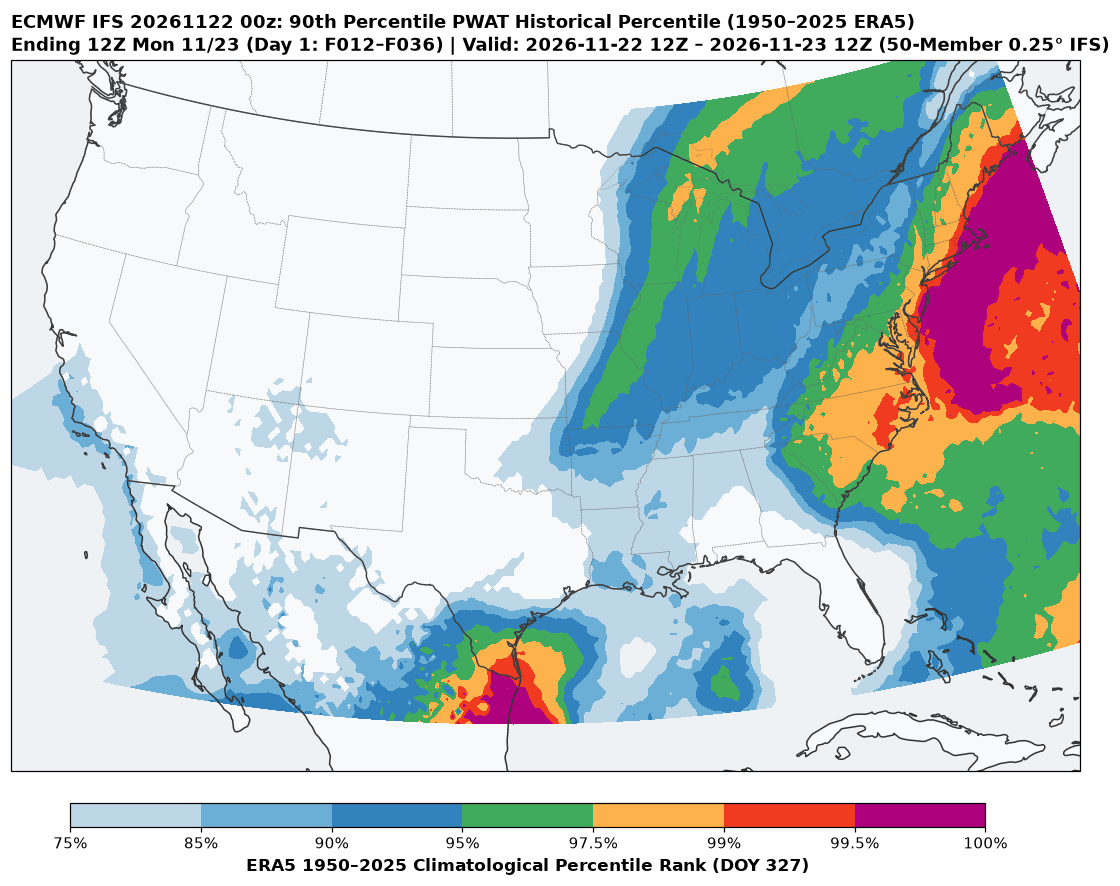 ECMWF IFS 20261122 00z: 90th Percentile PWAT Historical Percentile (1950–2025 ERA5)
Ending 12Z Mon 11/23 (Day 1: F012–F036) | Valid: 2026-11-22 12Z – 2026-11-23 12Z (50-Member 0.25° IFS)
75% 85% 90% 95% 97.5% 99% 99.5% 100%
ERA5 1950–2025 Climatological Percentile Rank (DOY 327)